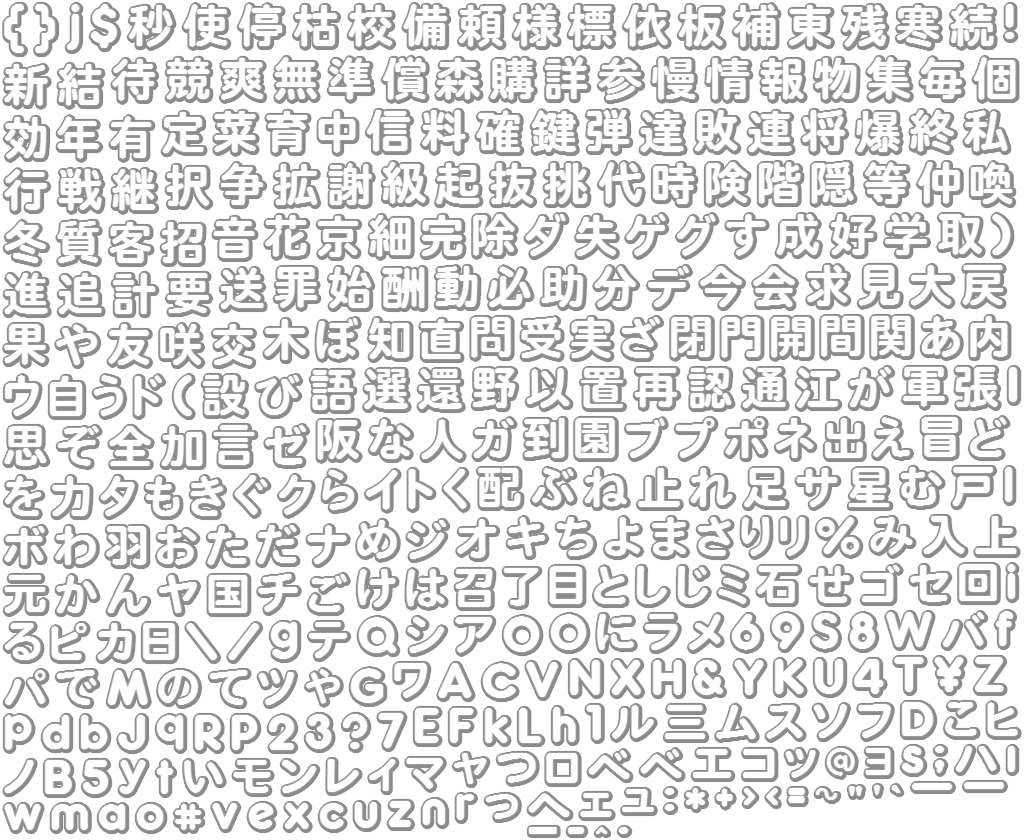 {}j$秒使停枯校備頼様標依板補東残寒続!
新結待競爽無準償森購詳参慢情報物集毎個
効年有定菜育中信料確鍵弾達敗連将爆終私
行戦継択争拡謝級起抜挑代時険階隠等仲喚
冬質客招音花京細完除ダ失ゲグす成好学取)
進追計要送罪始酬動必助分デ今会求見大戻
果や友咲交木ぼ知直問受実ざ閉門開間関あ内
ウ自うド(設び語選還野以置再認通江が軍張|
思ぞ全加言ゼ阪な人ガ到園ブプポネ出え冒ど
をカタもきぐクらイトく配ぶね止れ足サ星む戸|
ボわ羽おただナめジオキちよまさりリ%み入上
元かんヤ国チごけは召了目としじミ石せゴセ回i
るピカ日\/gテQシア○Oにラメ69S8Wバf
パでMのてツゃGワACVNXH&YKU4T¥Z
pdbJqRP23?7EFkLh1ル三ムスソフDこヒ
ノB5ytいモンレィマャつロベべエコッ@ヨs;ハl
wmao#vexcuznrっへェュ:*+><=~"'、